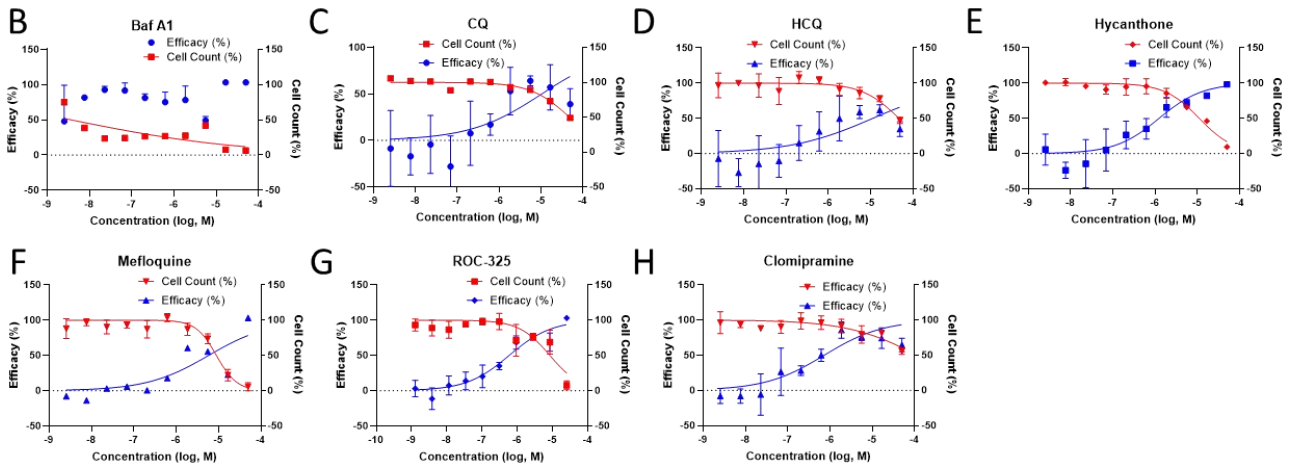 B
Baf A1
Efficacy (%)
Cell Count (%)
150
100
50
0
-50
150
100
50
0
-50
Efficacy (%)
Cell Count (%)
-9 -8 -7 -6 -5 -4
Concentration (log, M)
C
CQ
Cell Count (%)
Efficacy (%)
100
50
0
-50
150
100
50
0
-50
Efficacy (%)
Cell Count (%)
-9 -8 -7 -6 -5 -4
Concentration (log, M)
D
HCQ
Cell Count (%)
Efficacy (%)
150
100
50
0
-50
150
100
50
0
-50
Efficacy (%)
Cell Count (%)
-9 -8 -7 -6 -5 -4
Concentration (log, M)
E
Hycanthone
Cell Count (%)
Efficacy (%)
150
100
50
0
-50
150
100
50
0
-50
Efficacy (%)
Cell Count (%)
-9 -8 -7 -6 -5 -4
Concentration (log, M)
F
Mefloquine
Cell Count (%)
Efficacy (%)
150
100
50
0
-50
150
100
50
0
-50
Efficacy (%)
Cell Count (%)
-9 -8 -7 -6 -5 -4
Concentration (log, M)
G
ROC-325
Cell Count (%)
Efficacy (%)
150
100
50
0
-50
150
100
50
0
-50
Efficacy (%)
Cell Count (%)
-10 -9 -8 -7 -6 -5 -4
Concentration (log, M)
H
Clomipramine
Efficacy (%)
Efficacy (%)
150
100
50
0
-50
150
100
50
0
-50
Efficacy (%)
Cell Count (%)
-9 -8 -7 -6 -5 -4
Concentration (log, M)